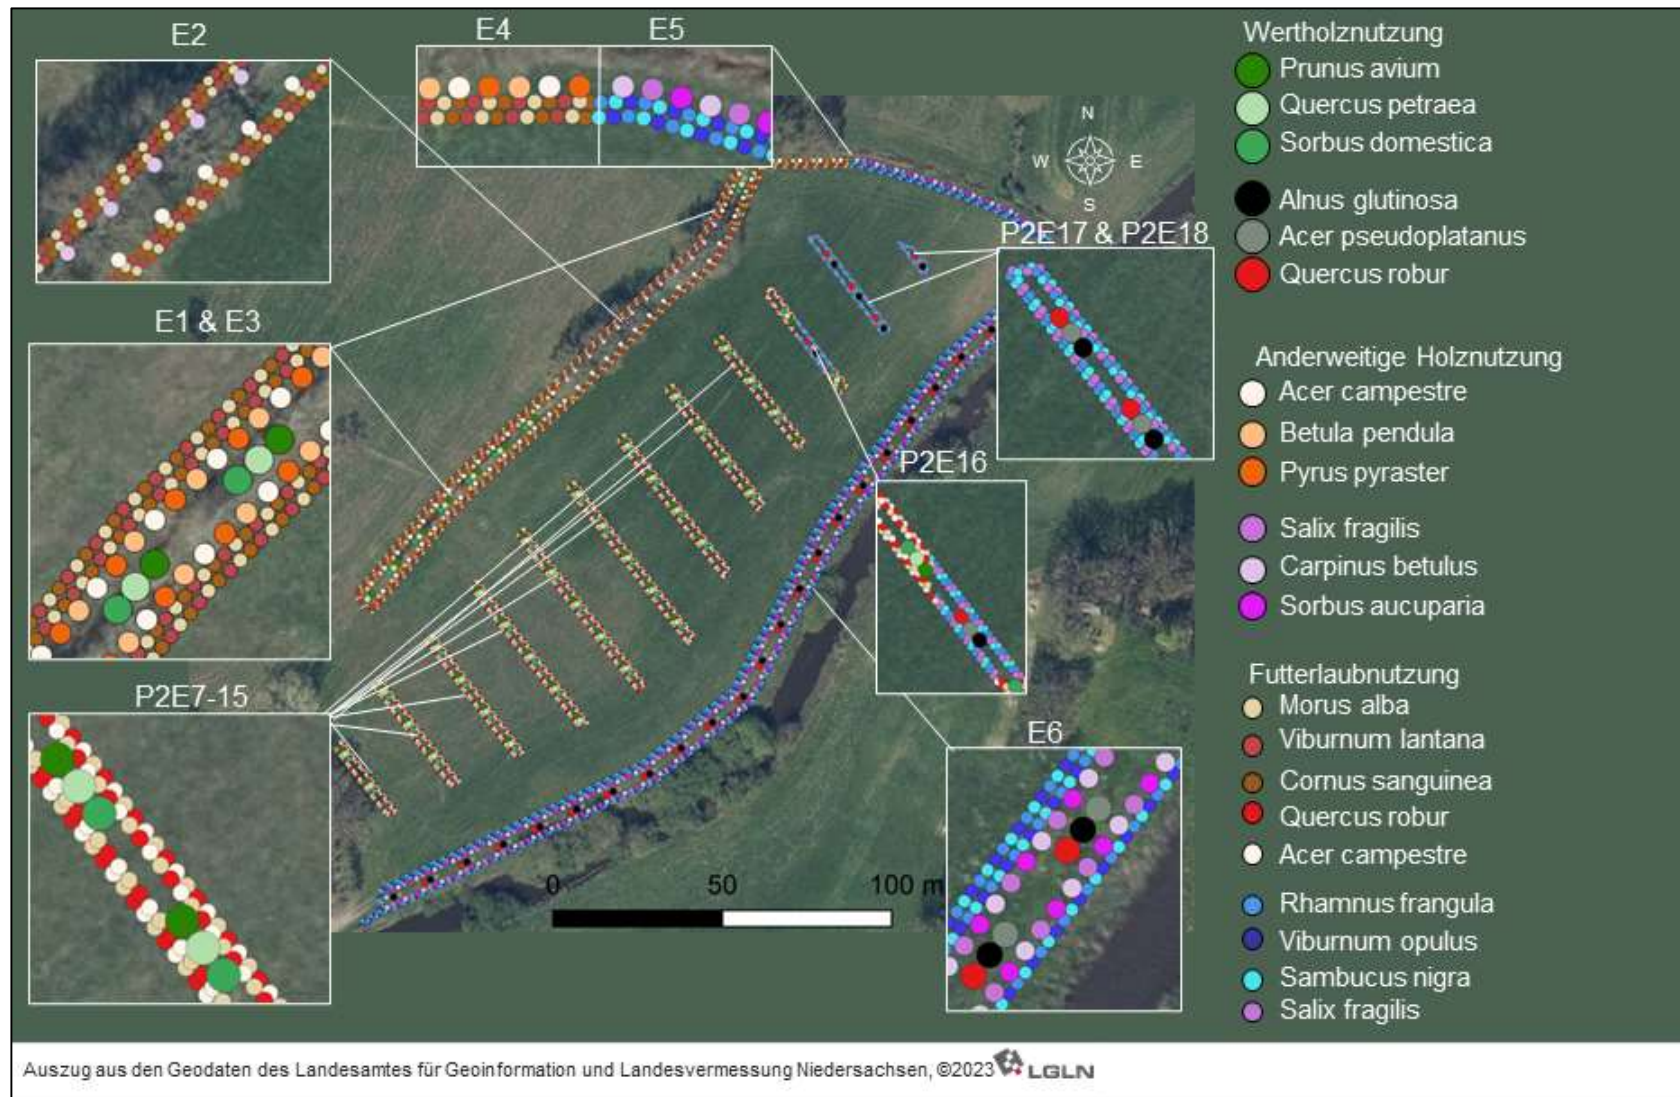 E2
E4
E5
N
W
E
S
P2E17 & P2E18
E1 & E3
P2E16
P2E7-15
E6
0
50
100 m
Wertholznutzung
Prunus avium
Quercus petraea
Sorbus domestica
Alnus glutinosa
Acer pseudoplatanus
Quercus robur
Anderweitige Holznutzung
Acer campestre
Betula pendula
Pyrus pyraster
Salix fragilis
Carpinus betulus
Sorbus aucuparia
Futterlaubnutzung
Morus alba
Viburnum lantana
Cornus sanguinea
Quercus robur
Acer campestre
Rhamnus frangula
Viburnum opulus
Sambucus nigra
Salix fragilis
Auszug aus den Geodaten des Landesamtes für Geoinformation und Landesvermessung Niedersachsen, ©2023 LGLN